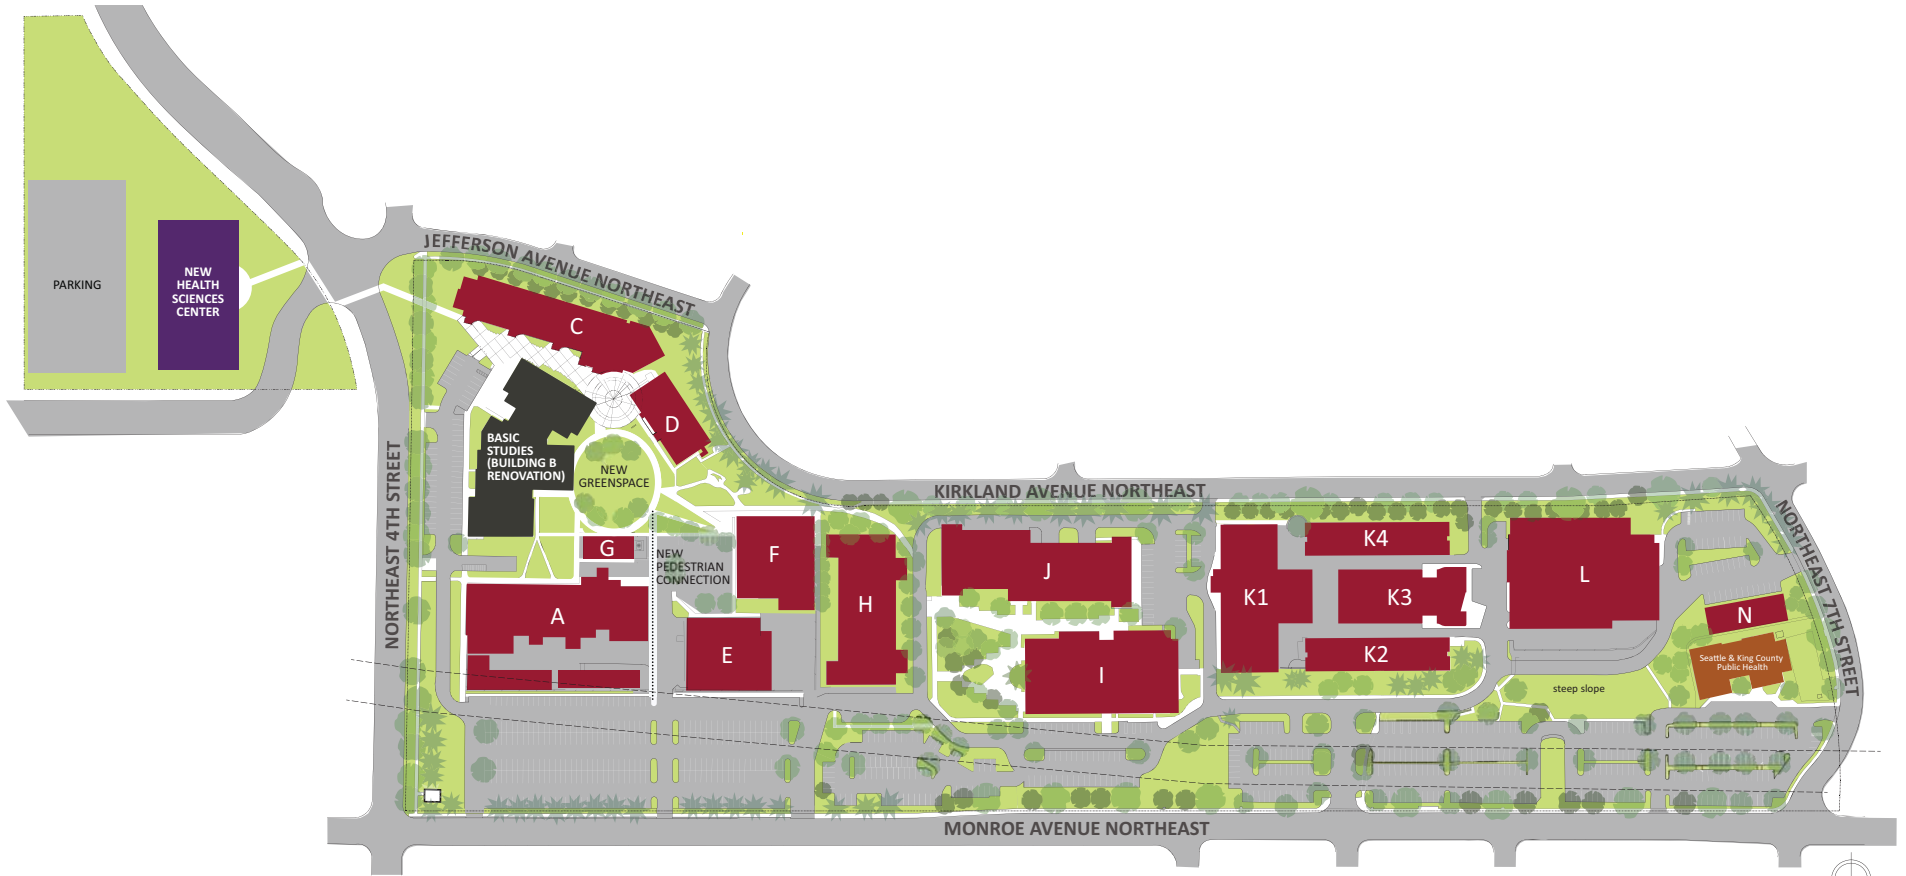 JEFFERSON AVENUE NORTHEAST
PARKING
NEW
HEALTH
SCIENCES
CENTER
C
D
BASIC
STUDIES
(BUILDING B
RENOVATION)
NEW
GREENSPACE
NORTHEAST 4TH STREET
KIRKLAND AVENUE NORTHEAST
NORTHEAST 7TH STREET
G
NEW
PEDESTRIAN
CONNECTION
F
H
J
K1
K4
K3
K2
L
N
A
E
I
Seattle & King County
Public Health
steep slope
MONROE AVENUE NORTHEAST